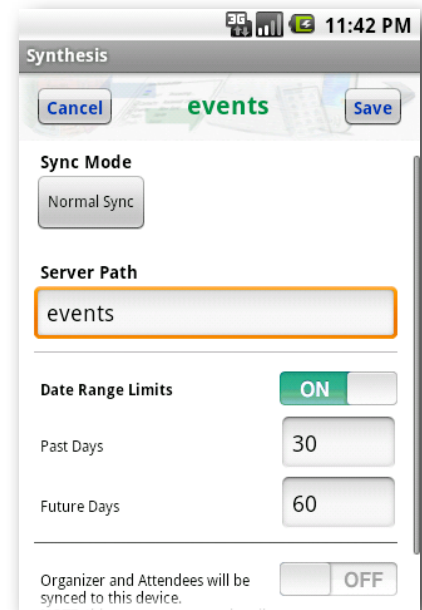 3G 11:42 PM
Synthesis
Cancel events Save
Sync Mode
Normal Sync
Server Path
events
Date Range Limits ON
Past Days 30
Future Days 60
Organizer and Attendees will be OFF
synced to this device.